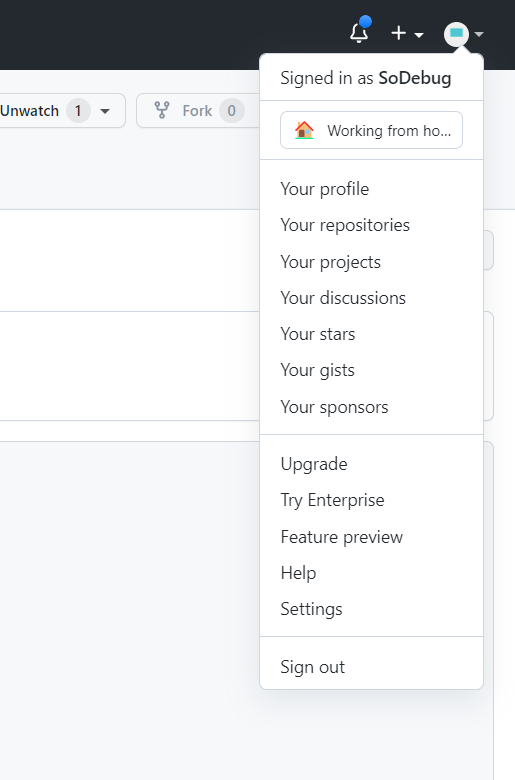 Unwatch 1
Fork 0
Signed in as SoDebug
Working from ho...
Your profile
Your repositories
Your projects
Your discussions
Your stars
Your gists
Your sponsors
Upgrade
Try Enterprise
Feature preview
Help
Settings
Sign out